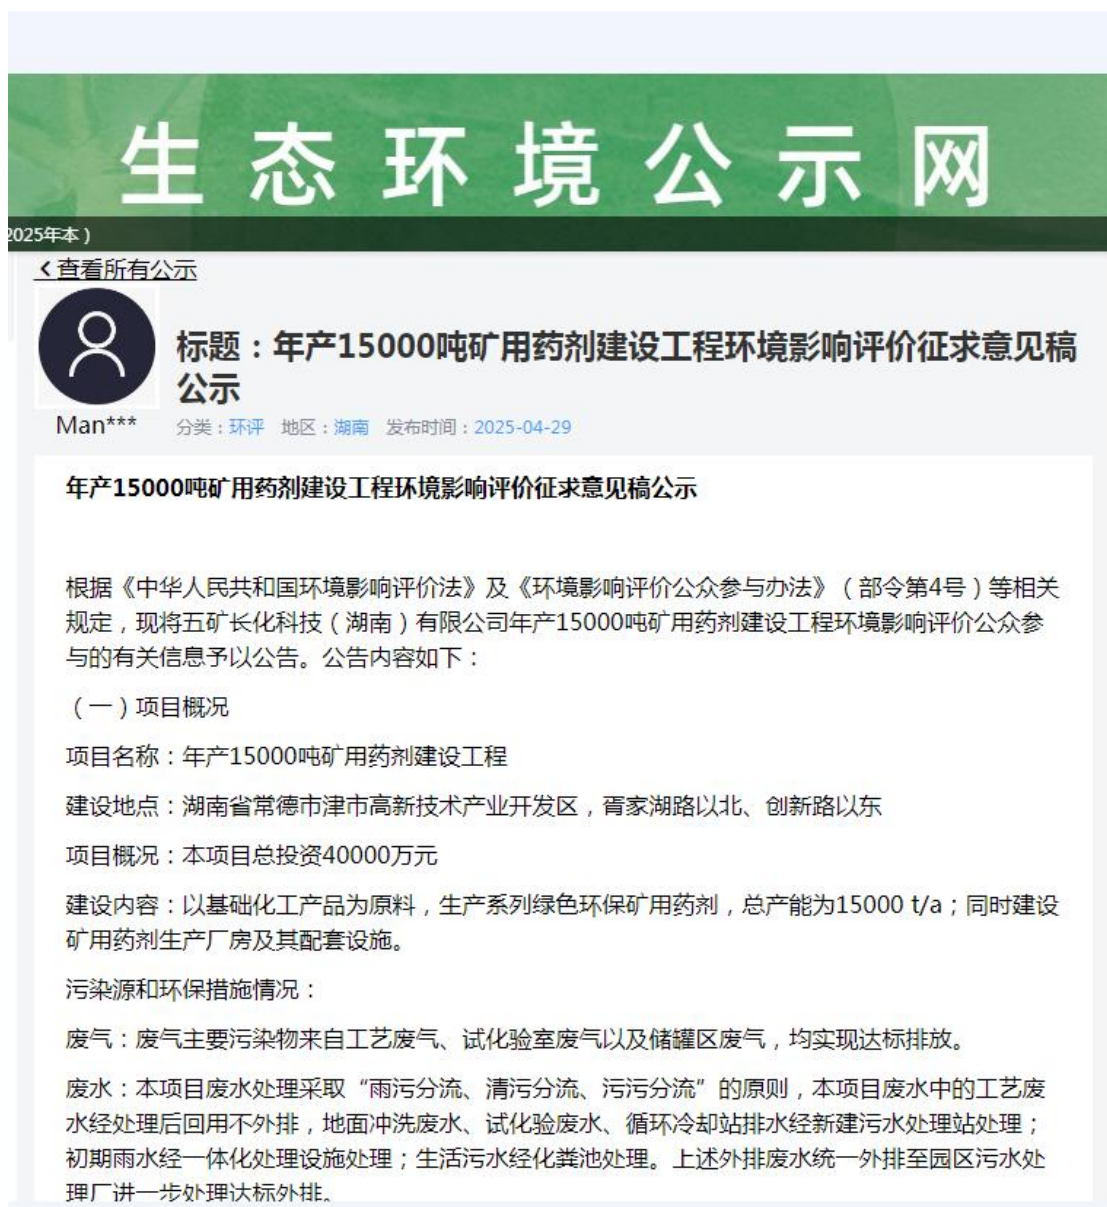 生态环境公示网
2025年本）
查看所有公示
标题：年产15000吨矿用药剂建设工程环境影响评价征求意见稿
公示
Man***
分类：环评 地区：湖南 发布时间：2025-04-29
年产15000吨矿用药剂建设工程环境影响评价征求意见稿公示
根据《中华人民共和国环境影响评价法》及《环境影响评价公众参与办法》（部令第4号）等相关
规定，现将五矿长化科技（湖南）有限公司年产15000吨矿用药剂建设工程环境影响评价公众参
与的有关信息予以公告。公告内容如下：
（一）项目概况
项目名称：年产15000吨矿用药剂建设工程
建设地点：湖南省常德市津市高新技术产业开发区，胥家湖路以北、创新路以东
项目概况：本项目总投资40000万元
建设内容：以基础化工产品为原料，生产系列绿色环保矿用药剂，总产能为15000 t/a；同时建设
矿用药剂生产厂房及其配套设施。
污染源和环保措施情况：
废气：废气主要污染物来自工艺废气、试化验室废气以及储罐区废气，均实现达标排放。
废水：本项目废水处理采取“雨污分流、清污分流、污污分流”的原则，本项目废水中的工艺废
水经处理后回用不外排，地面冲洗废水、试化验废水、循环冷却站排水经新建污水处理站处理；
初期雨水经一体化处理设施处理；生活污水经化粪池处理。上述外排废水统一外排至园区污水处
理厂进一步处理达标外排。